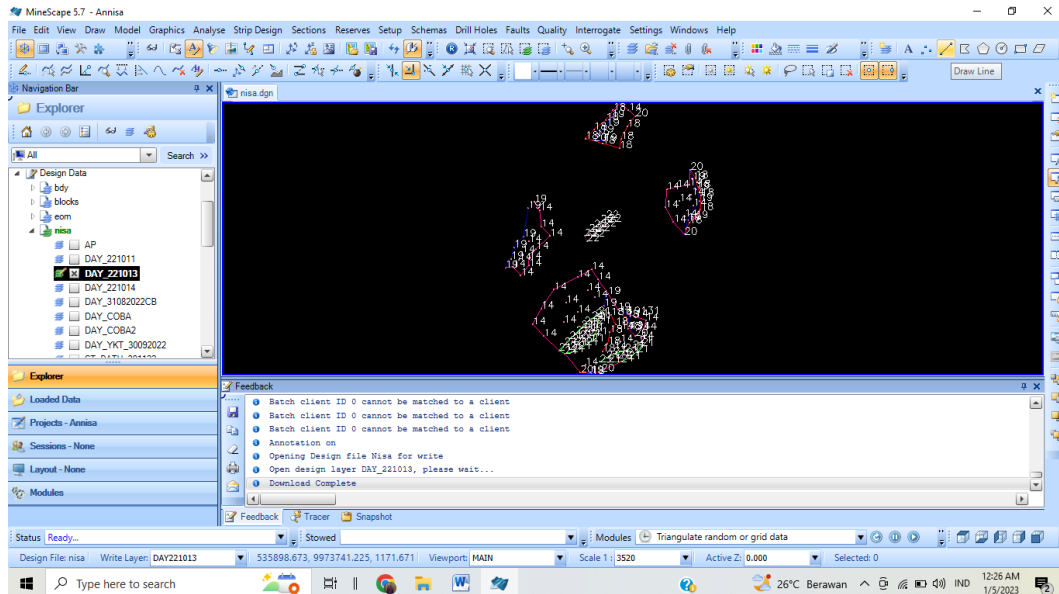 MineScape 5.7 - Annisa
File Edit View Draw Model Graphics Analyse Strip Design Sections Reserves Setup Schemas Drill Holes Faults Quality Interrogate Settings Windows Help
Draw Line
Navigation Bar
nisa.dgn
Explorer
All
Search >>
Design Data
bdy
blocks
eom
nisa
AP
DAY_221011
DAY_221013
DAY_221014
DAY_31082022CB
DAY_COBA
DAY_COBA2
DAY_YKT_30092022
Explorer
Loaded Data
Projects - Annisa
Sessions - None
Layout - None
Modules
Feedback
Batch client ID 0 cannot be matched to a client
Batch client ID 0 cannot be matched to a client
Batch client ID 0 cannot be matched to a client
Annotation on
Opening Design file Nisa for write
Open design layer DAY_221013, please wait...
Download Complete
Feedback Tracer Snapshot
Status Ready... Stowed Modules Triangulate random or grid data
Design File: nisa Write Layer: DAY221013 535898.673, 9973741.225, 1171.671 Viewport: MAIN Scale 1 : 3520 Active Z: 0.000 Selected: 0
Type here to search
26°C Berawan
IND
12:26 AM
1/5/2023